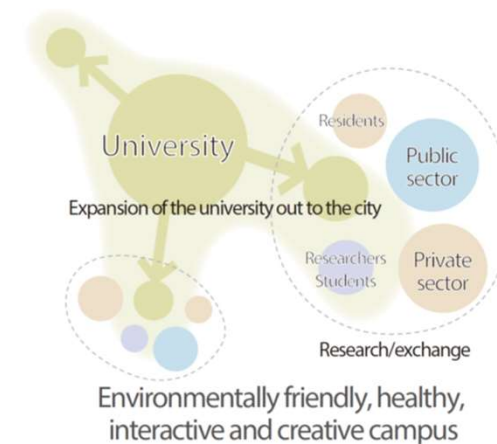 Residents
University
Public
sector
Expansion of the university out to the city
Researchers
Students
Private
sector
Research/exchange
Environmentally friendly, healthy,
interactive and creative campus